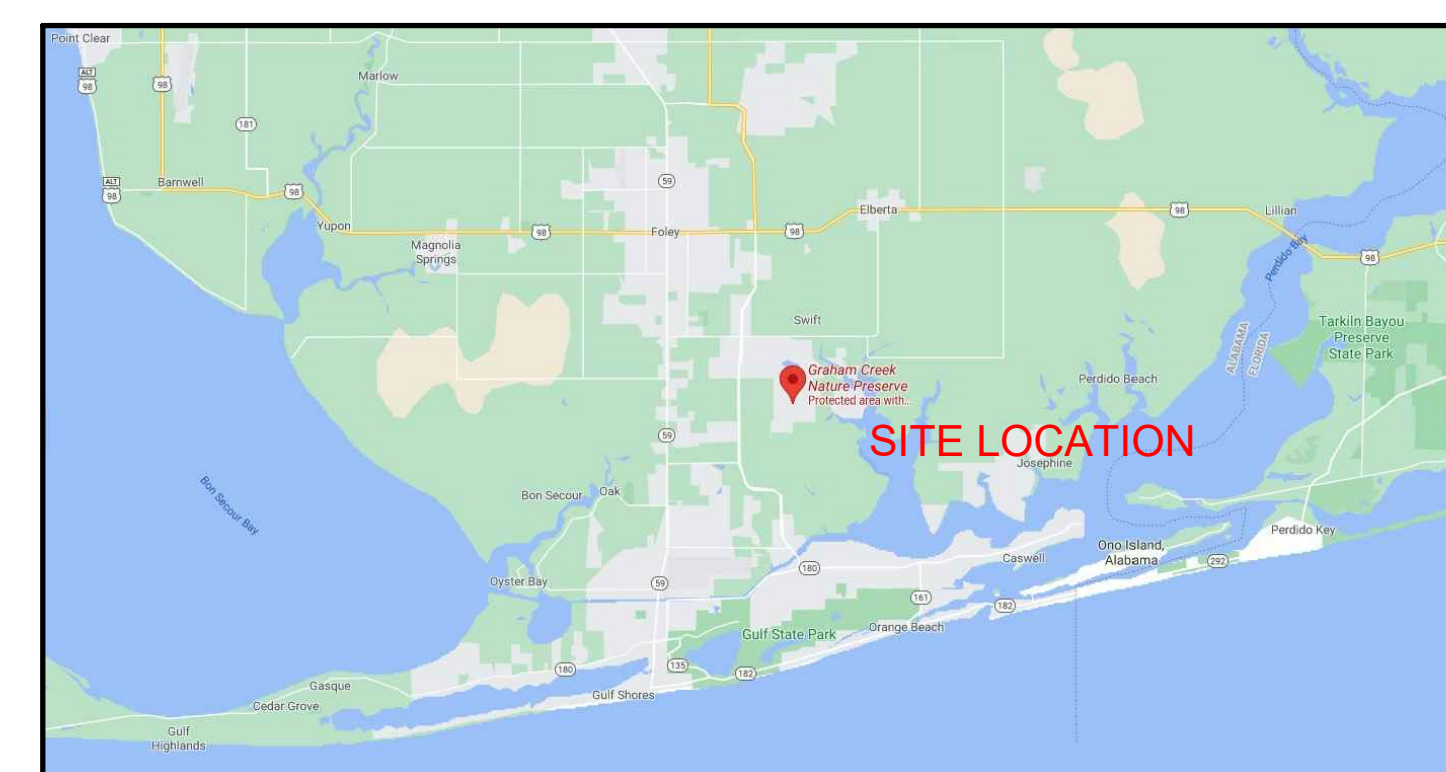 Point Clear
ALT
98
98
Marlow
181
ALT
98
Barnwell
98
Yupon
Magnolia
Springs
98
59
Foley
98
Elberta
98
Lillian
Perdido Bay
98
Swift
ALABAMA
FLORIDA
Tarkiln Bayou
Preserve
State Park
Graham Creek
Nature Preserve
Protected area with...
Perdido Beach
SITE LOCATION
59
Josephine
Bon Secour Bay
Bon Secour
Oak
Perdido Key
Ono Island,
Alabama
Caswell
292
180
Oyster Bay
59
161
182
Gulf State Park
Orange Beach
180
135
182
Gasque
Gulf Shores
Cedar Grove
Gulf
Highlands